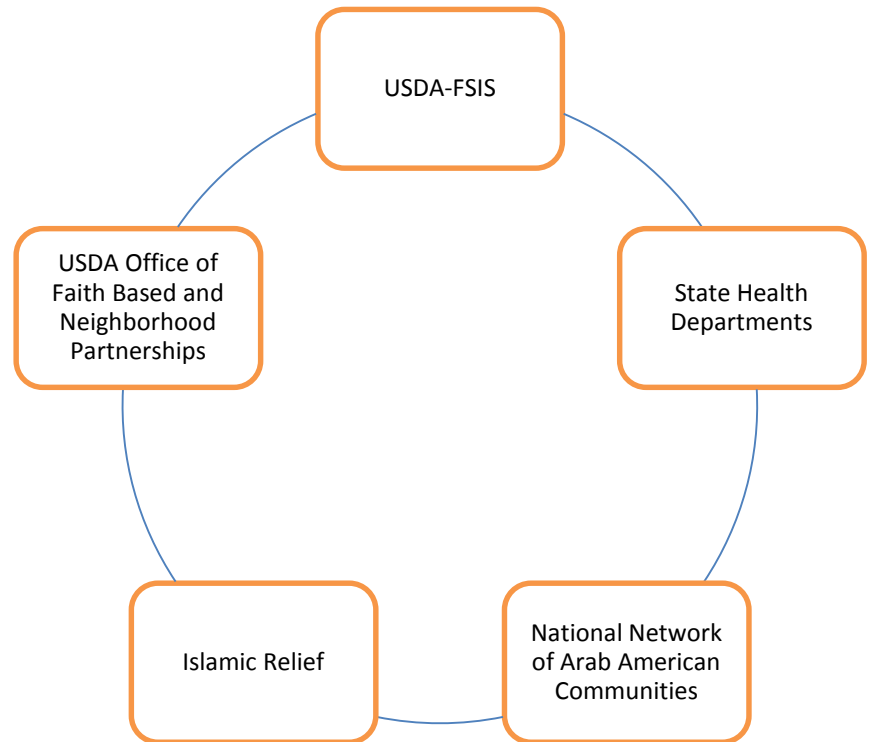 USDA-FSIS
USDA Office of
Faith Based and
Neighborhood
Partnerships
State Health
Departments
Islamic Relief
National Network
of Arab American
Communities